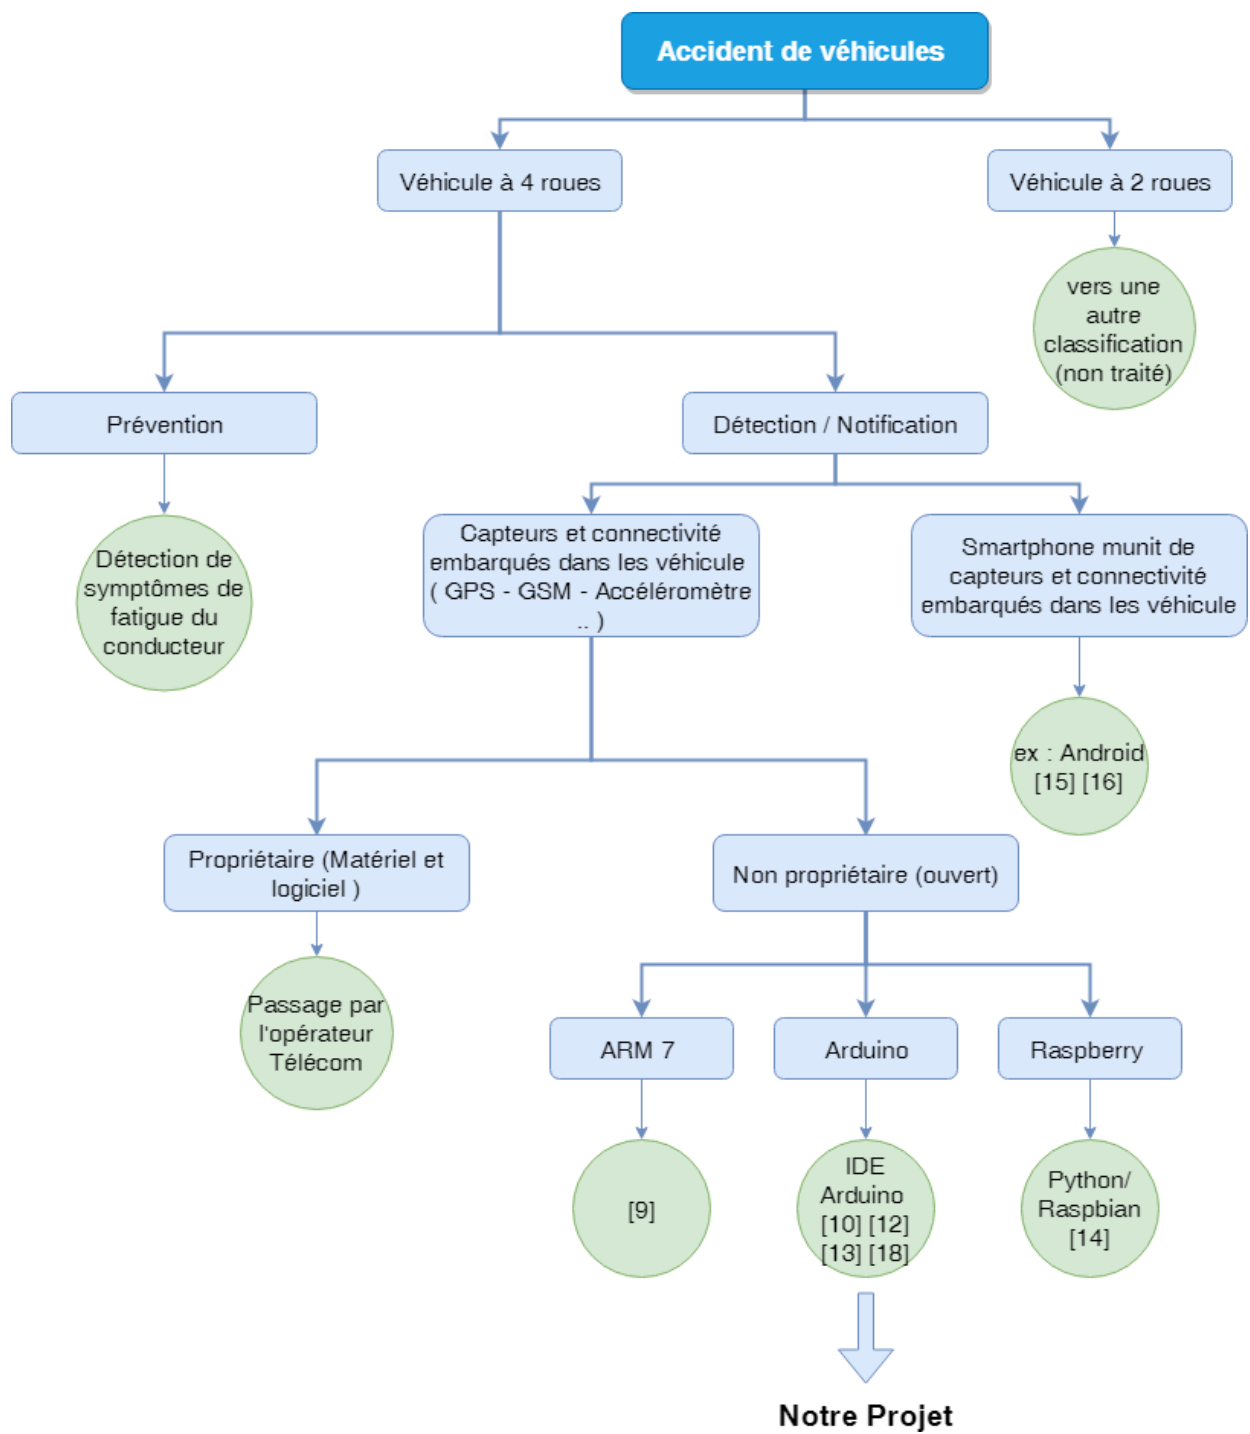 Accident de véhicules
Véhicule à 4 roues
Véhicule à 2 roues
vers une
autre
classification
(non traité)
Prévention
Détection / Notification
Détection de
symptômes de
fatigue du
conducteur
Capteurs et connectivité
embarqués dans les véhicule
( GPS - GSM - Accéléromètre
.. )
Smartphone munit de
capteurs et connectivité
embarqués dans les véhicule
ex : Android
[15] [16]
Propriétaire (Matériel et
logiciel )
Non propriétaire (ouvert)
Passage par
l'opérateur
Télécom
ARM 7
Arduino
Raspberry
[9]
IDE
Arduino
[10] [12]
[13] [18]
Python/
Raspbian
[14]
Notre Projet